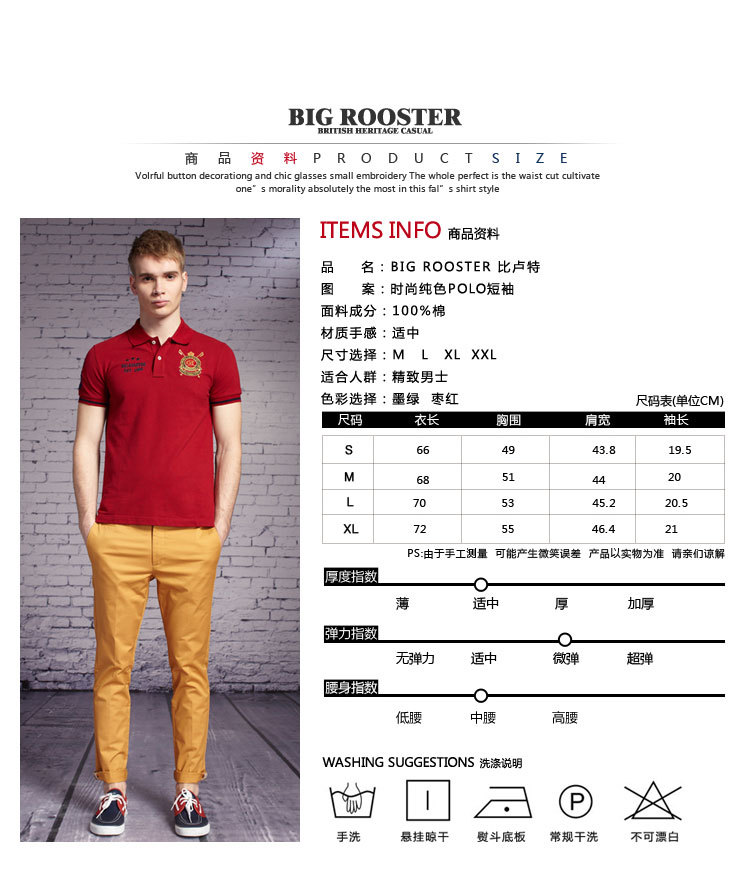 BIG ROOSTER
BRITISH HERITAGE CASUAL
商 品 资 料 P R O D U C T S I Z E
Volrful button decorationg and chic glasses small embroidery The whole perfect is the waist cut cultivate
one”s morality absolutely the most in this fal”s shirt style
ITEMS INFO 商品资料
品 名：BIG ROOSTER 比卢特
图 案：时尚纯色POLO短袖
面料成分：100%棉
材质手感：适中
尺寸选择：M L XL XXL
适合人群：精致男士
色彩选择：墨绿 枣红
尺码表(单位CM)
尺码 衣长 胸围 肩宽 袖长
S 66 49 43.8 19.5
M 68 51 44 20
L 70 53 45.2 20.5
XL 72 55 46.4 21
PS:由于手工测量 可能产生微笑误差 产品以实物为准 请亲们谅解
厚度指数
薄 适中 厚 加厚
弹力指数
无弹力 适中 微弹 超弹
腰身指数
低腰 中腰 高腰
WASHING SUGGESTIONS 洗涤说明
P
手洗 悬挂晾干 熨斗底板 常规干洗 不可漂白